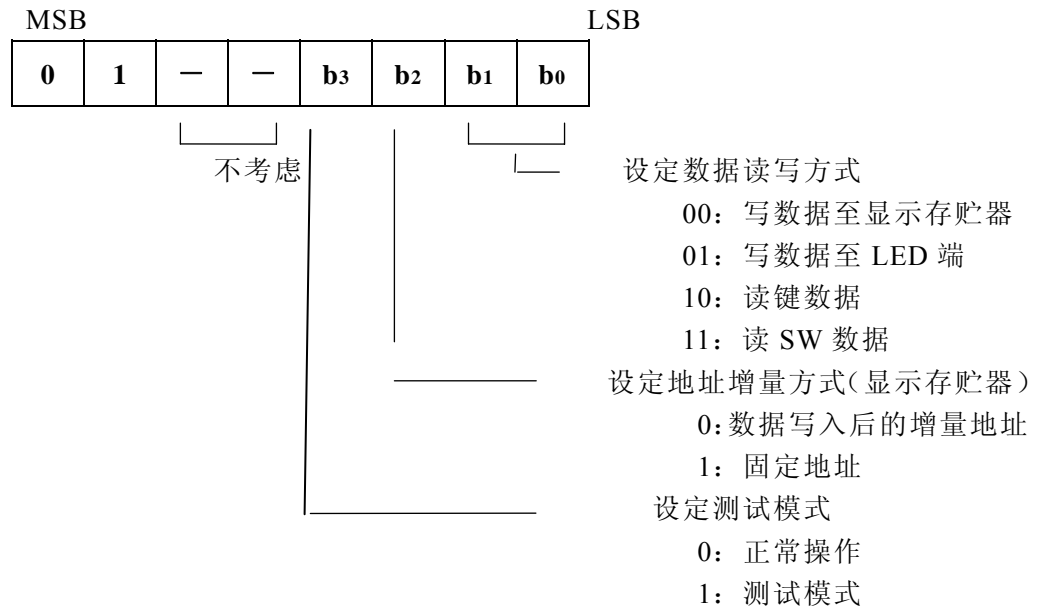 MSB LSB
0 1 － － b3 b2 b1 b0
不考虑 设定数据读写方式
00：写数据至显示存贮器
01：写数据至 LED 端
10：读键数据
11：读 SW 数据
设定地址增量方式（显示存贮器）
0:数据写入后的增量地址
1：固定地址
设定测试模式
0：正常操作
1：测试模式